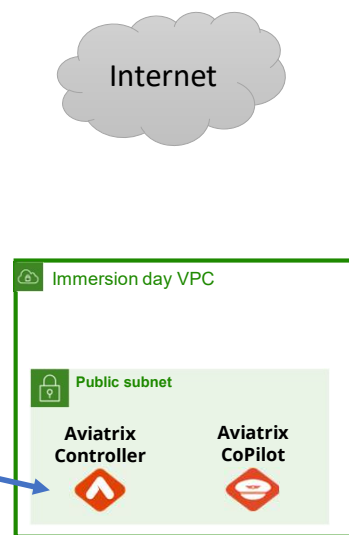 Internet
Immersion day VPC
Public subnet
Aviatrix
Controller
Aviatrix
CoPilot